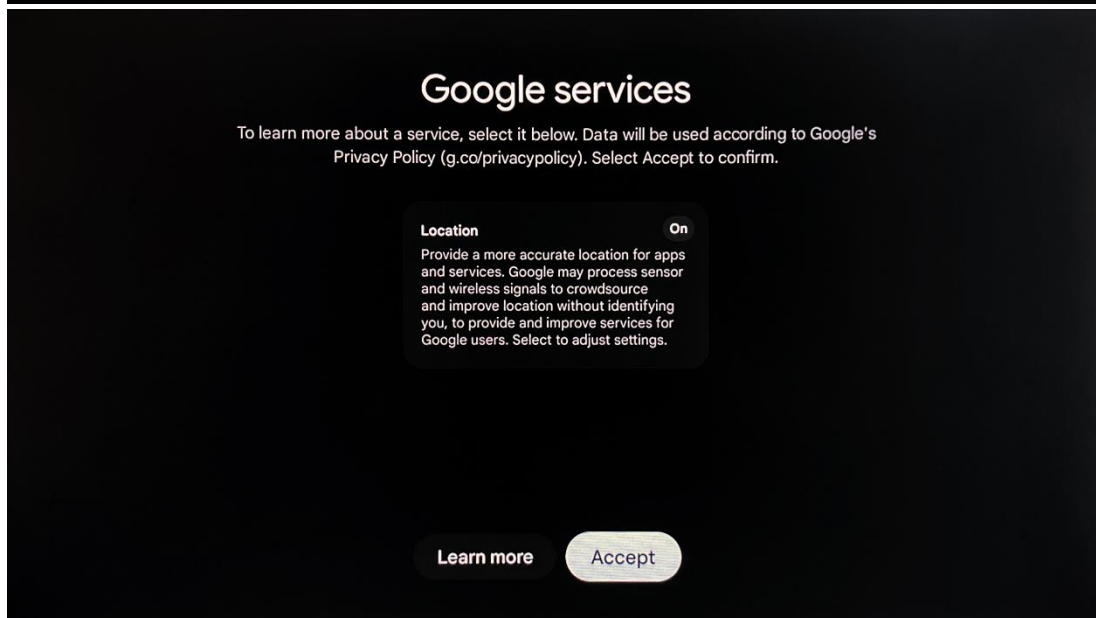 Google services
To learn more about a service, select it below. Data will be used according to Google's
Privacy Policy (g.co/privacypolicy). Select Accept to confirm.
Location
On
Provide a more accurate location for apps
and services. Google may process sensor
and wireless signals to crowdsource
and improve location without identifying
you, to provide and improve services for
Google users. Select to adjust settings.
Learn more
Accept